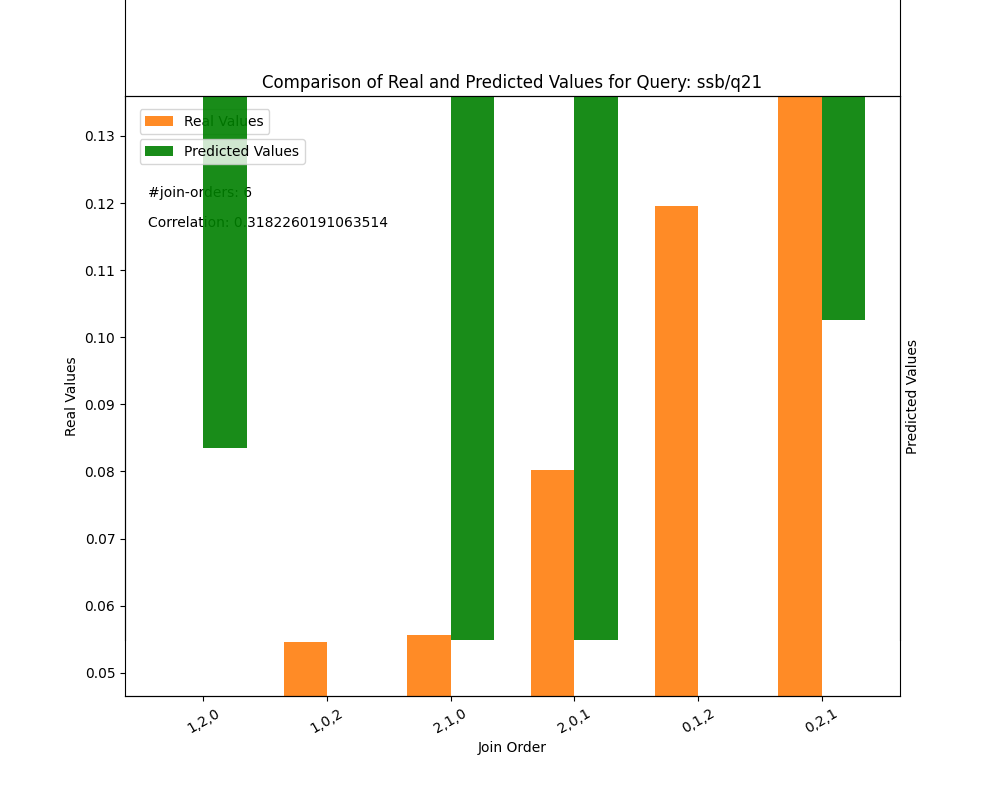 Comparison of Real and Predicted Values for Query: ssb/q21
Real Values
Predicted Values
#join-orders: 6
Correlation: 0.3182260191063514
0.13
0.12
0.11
0.10
0.09
0.08
0.07
0.06
0.05
Real Values
Predicted Values
1,2,0
1,0,2
2,1,0
2,0,1
0,1,2
0,2,1
Join Order